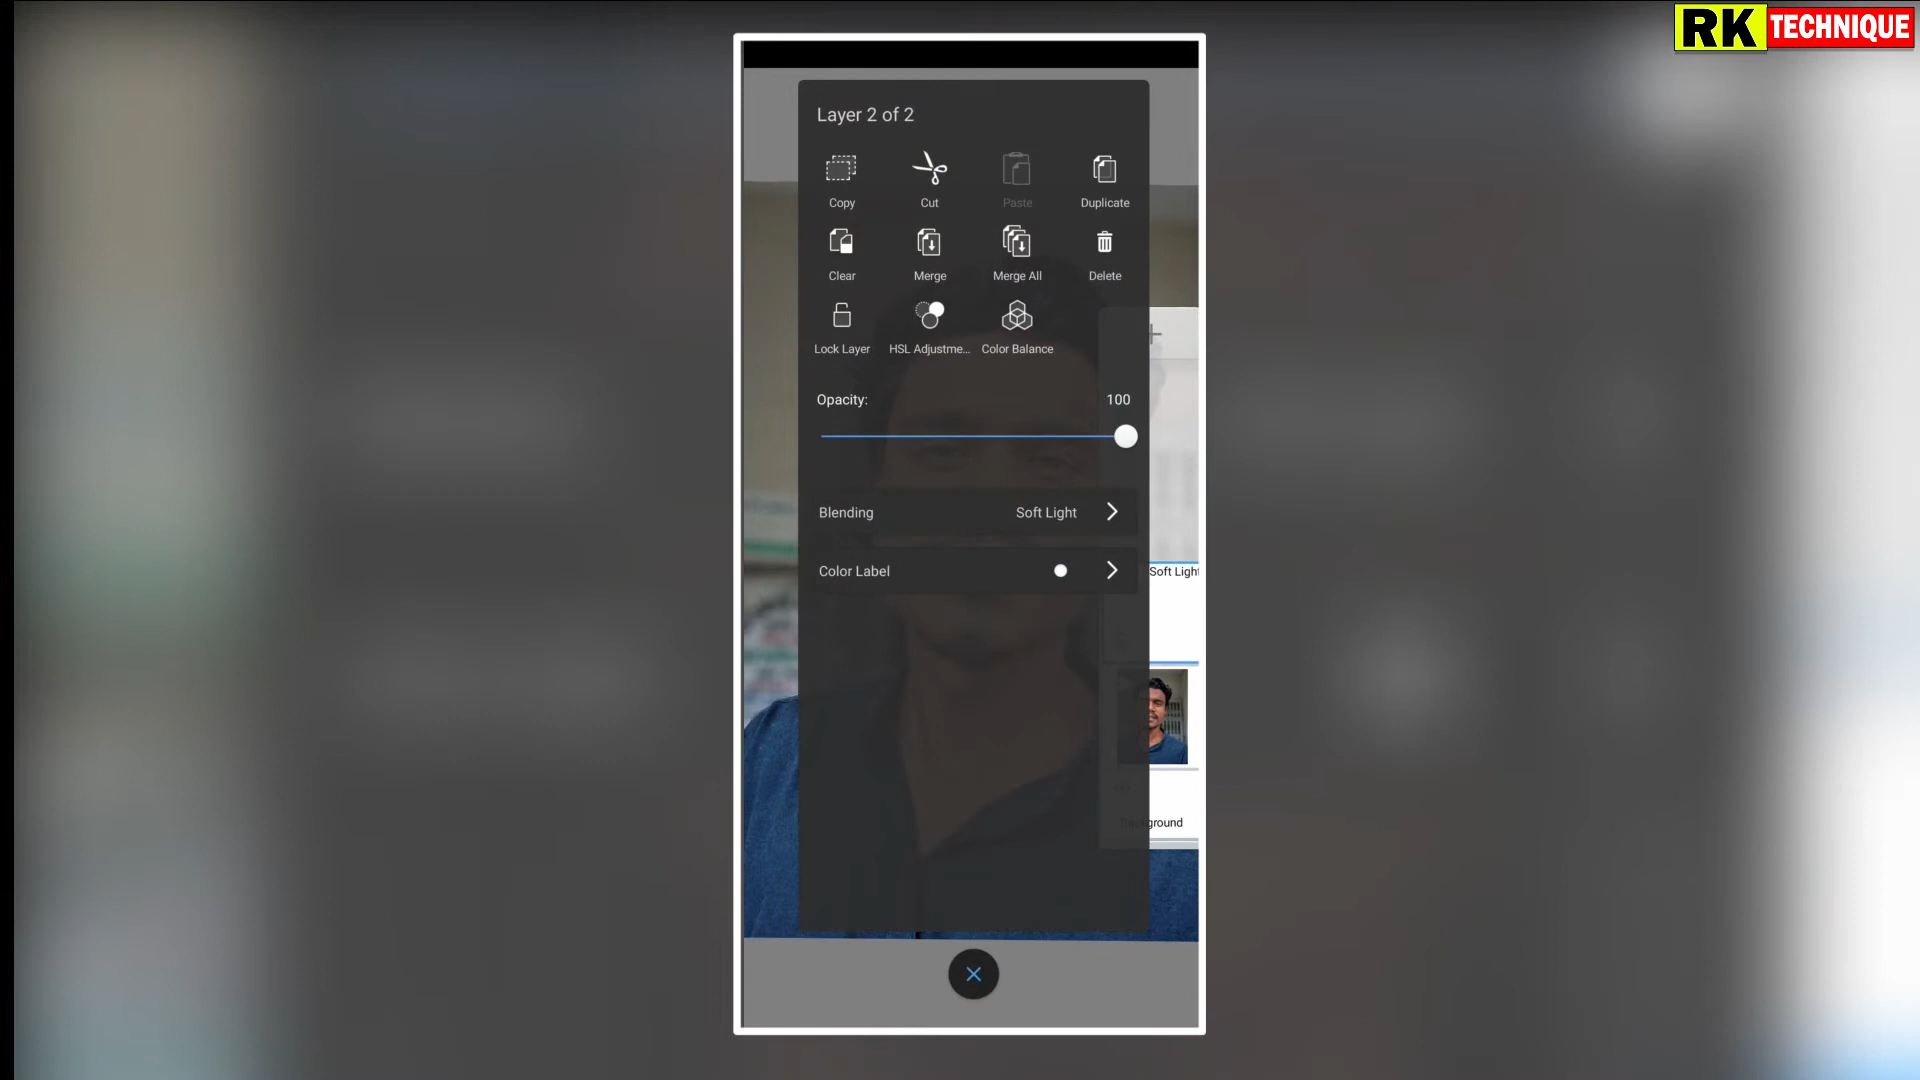 RK TECHNIQUE
Layer 2 of 2
Copy Cut Paste Duplicate
Clear Merge Merge All Delete
Lock Layer HSL Adjustme... Color Balance
Opacity: 100
Blending Soft Light
Color Label
Soft Light
Background